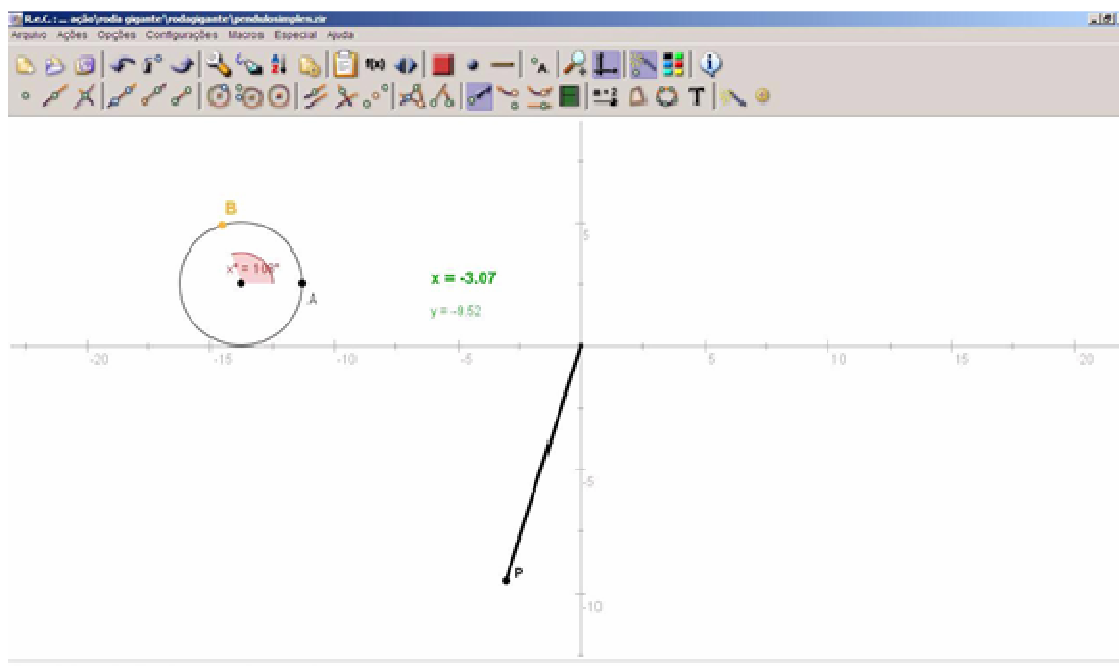 R.e.C. : ... ação\rodia gigante\rodagigante\pendulosimples.zir
Arquivo Ações Opções Configurações Macros Especial Ajuda
f(x) A.
T
B
5
x = -3.07
A
y = -9.52
-20 -15 -10 -5 5 10 15 20
-5
P
-10